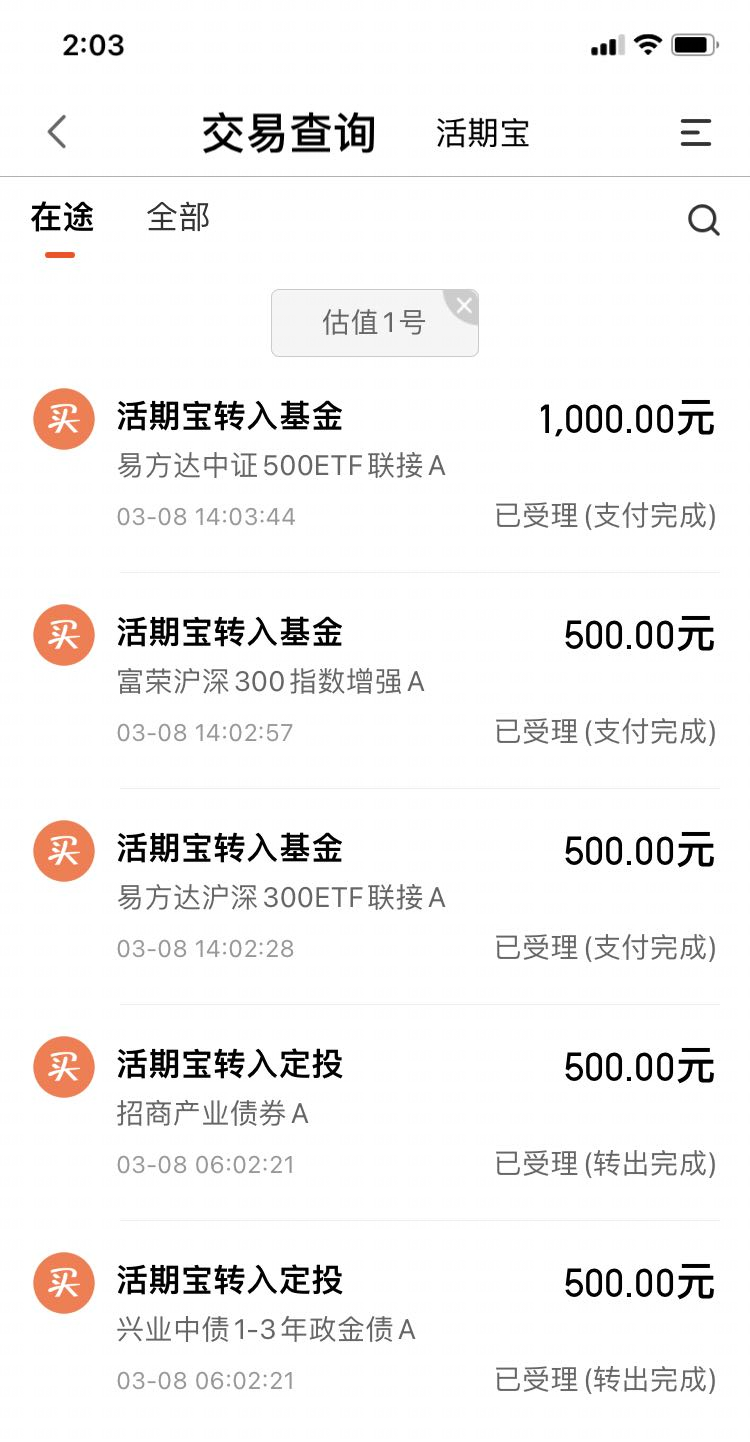 2:03
交易查询 活期宝
在途 全部
估值1号
买 活期宝转入基金 1,000.00元
易方达中证500ETF联接A
03-08 14:03:44 已受理(支付完成)
买 活期宝转入基金 500.00元
富荣沪深300指数增强A
03-08 14:02:57 已受理(支付完成)
买 活期宝转入基金 500.00元
易方达沪深300ETF联接A
03-08 14:02:28 已受理(支付完成)
买 活期宝转入定投 500.00元
招商产业债券A
03-08 06:02:21 已受理(转出完成)
买 活期宝转入定投 500.00元
兴业中债1-3年政金债A
03-08 06:02:21 已受理(转出完成)